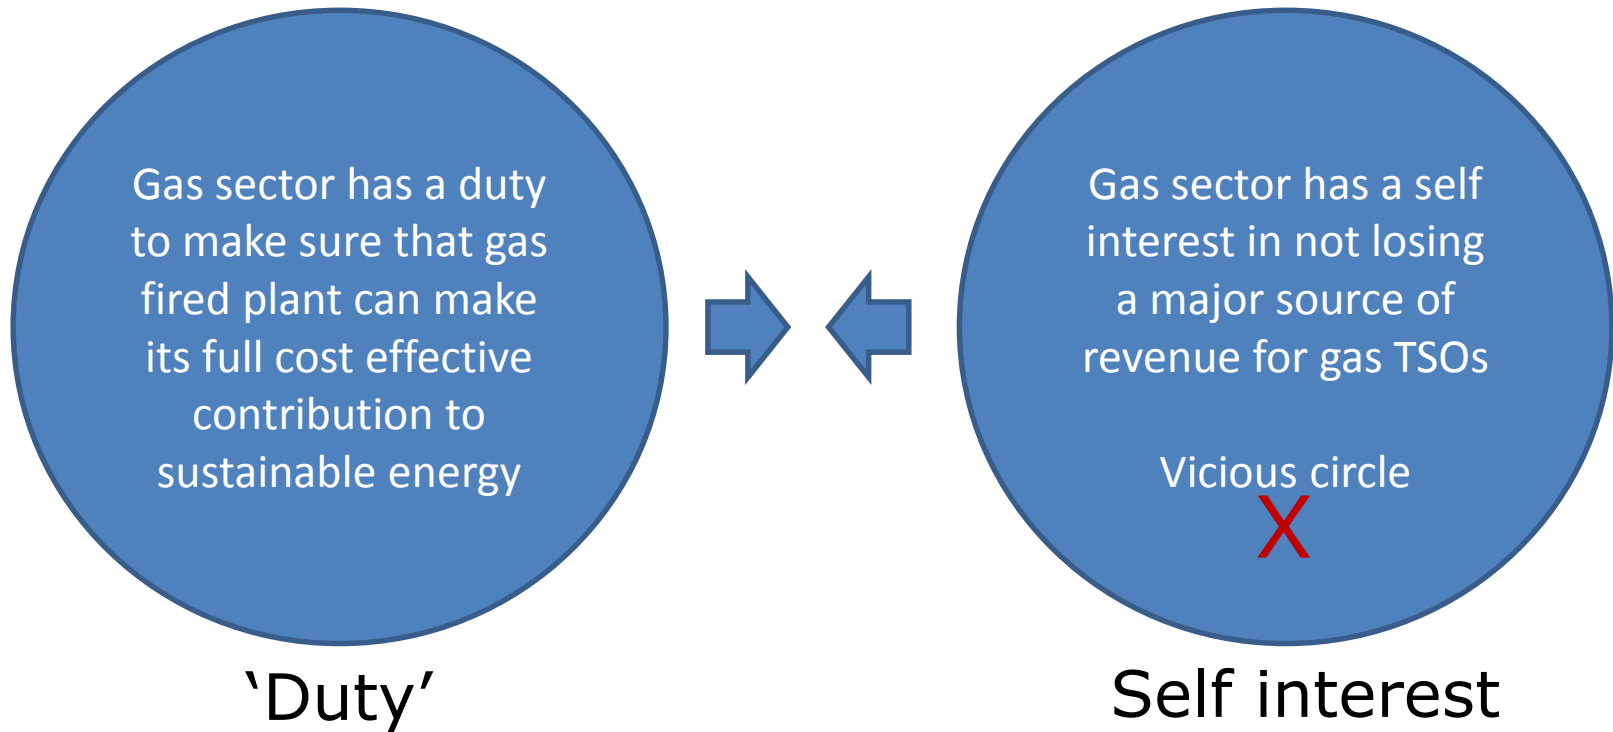 Gas sector has a duty
to make sure that gas
fired plant can make
its full cost effective
contribution to
sustainable energy
‘Duty’
Gas sector has a self
interest in not losing
a major source of
revenue for gas TSOs
Vicious circle
X
Self interest